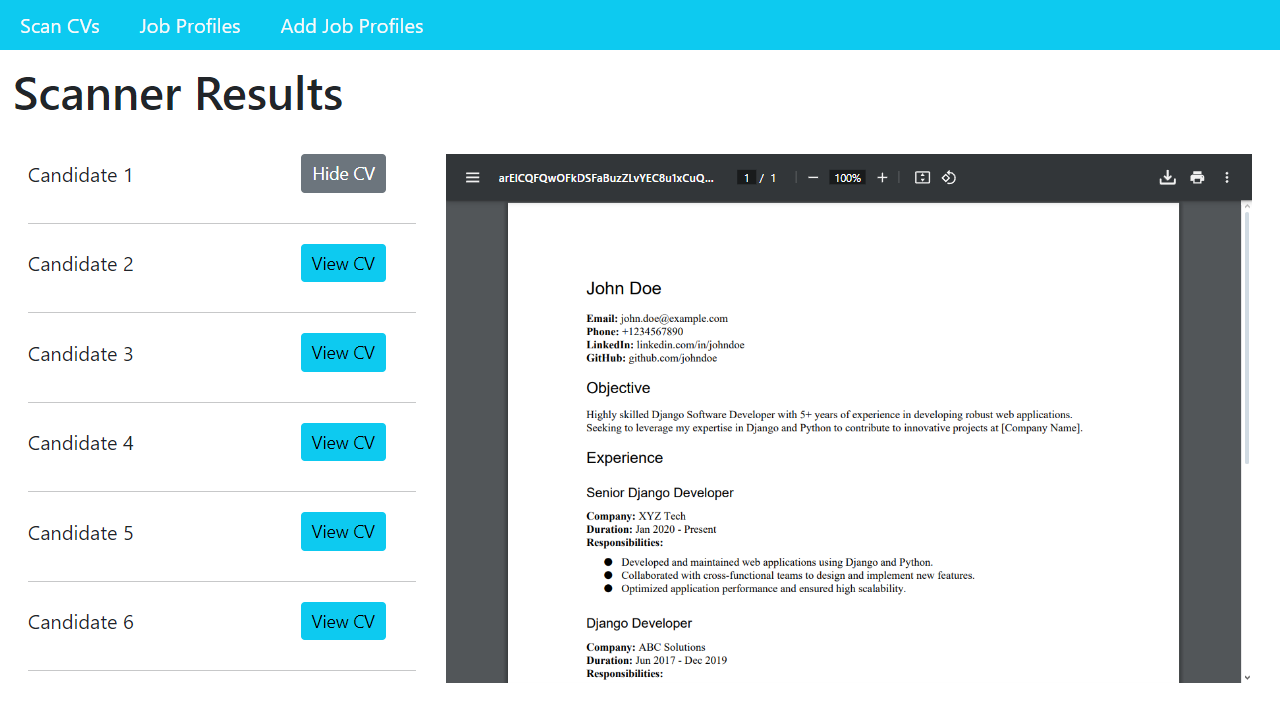 Scan CVs Job Profiles Add Job Profiles
Scanner Results
Candidate 1 Hide CV
Candidate 2 View CV
Candidate 3 View CV
Candidate 4 View CV
Candidate 5 View CV
Candidate 6 View CV
1 / 1 100%
John Doe
Email: john.doe@example.com
Phone: +1234567890
LinkedIn: linkedin.com/in/johndoe
GitHub: github.com/johndoe
Objective
Highly skilled Django Software Developer with 5+ years of experience in developing robust web applications.
Seeking to leverage my expertise in Django and Python to contribute to innovative projects at [Company Name].
Experience
Senior Django Developer
Company: XYZ Tech
Duration: Jan 2020 - Present
Responsibilities:
● Developed and maintained web applications using Django and Python.
● Collaborated with cross-functional teams to design and implement new features.
● Optimized application performance and ensured high scalability.
Django Developer
Company: ABC Solutions
Duration: Jun 2017 - Dec 2019
Responsibilities: